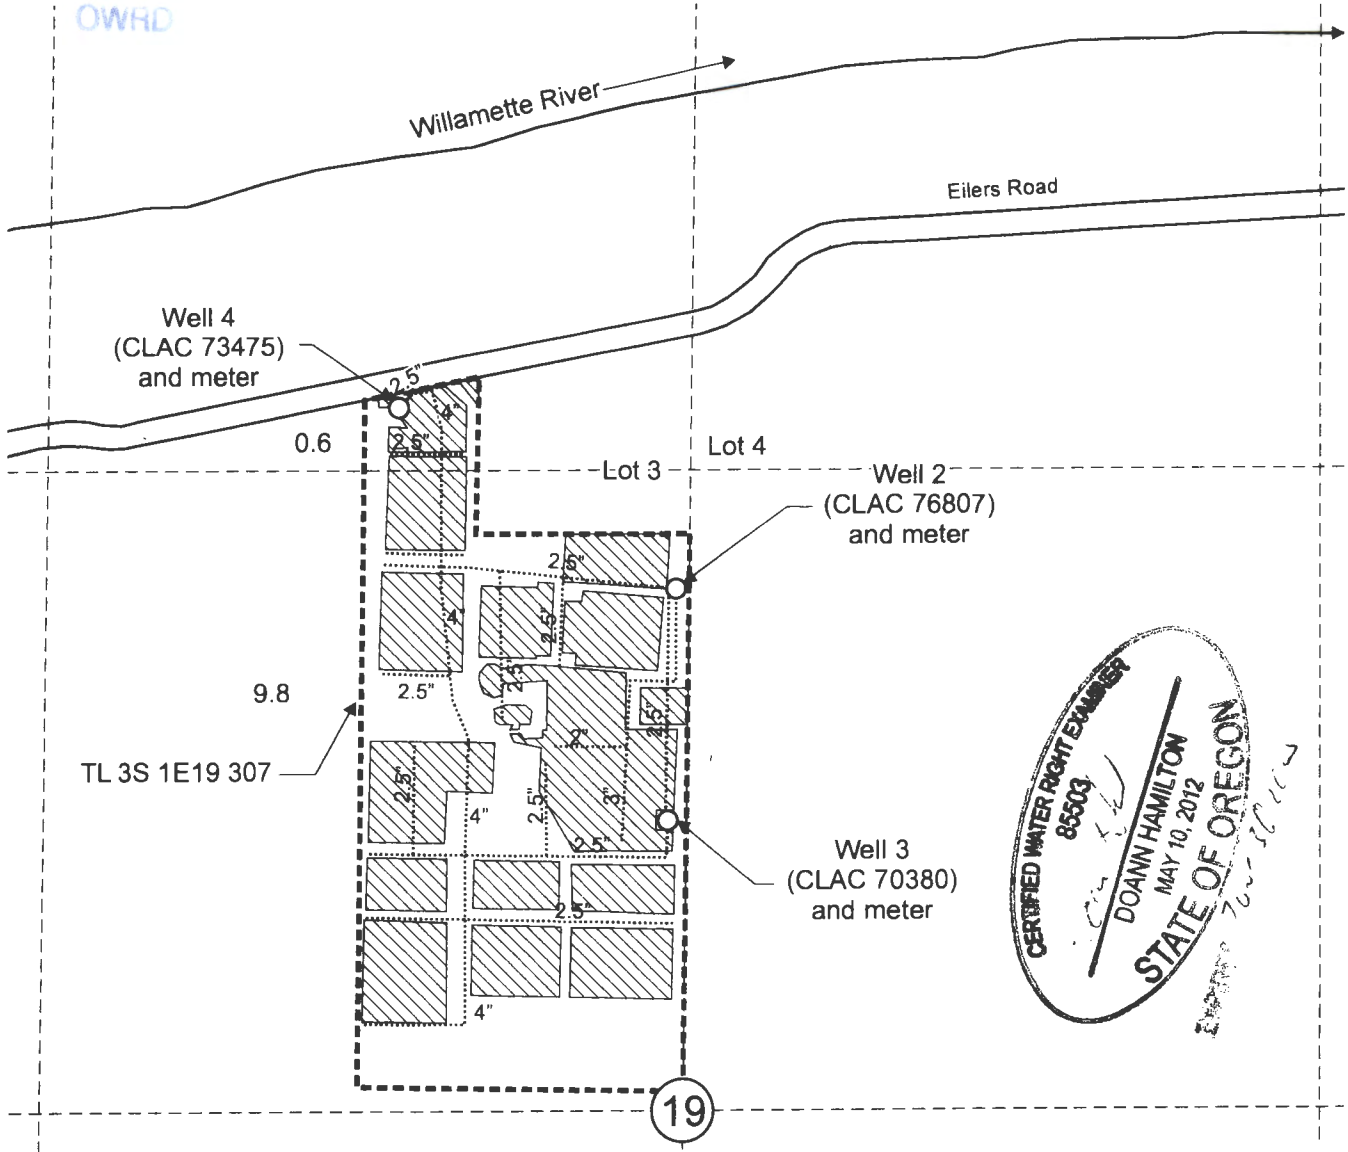 OWRD
Willamette River
Eilers Road
Well 4
(CLAC 73475)
and meter
2.5"
4"
2.5"
0.6
Lot 3
Lot 4
Well 2
(CLAC 76807)
and meter
2.5"
4"
2.5"
2.5"
2.5"
9.8
2.5"
2"
TL 3S 1E19 307
2.5"
4"
2.5"
3"
2.5"
Well 3
(CLAC 70380)
and meter
2.5"
4"
19
CERTIFIED WATER RIGHT EXAMINER
85503
DOANN HAMILTON
MAY 10, 2012
STATE OF OREGON